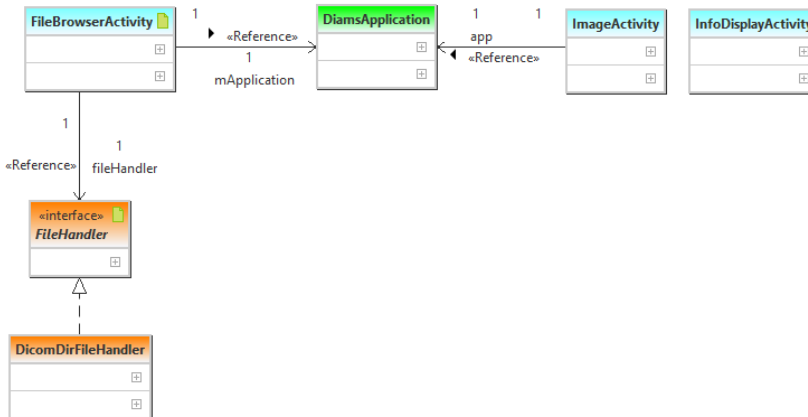 FileBrowserActivity
1
«Reference»
1
mApplication
DiamsApplication
1
1
app
«Reference»
ImageActivity
InfoDisplayActivity
1
1
«Reference»
fileHandler
«interface»
FileHandler
DicomDirFileHandler